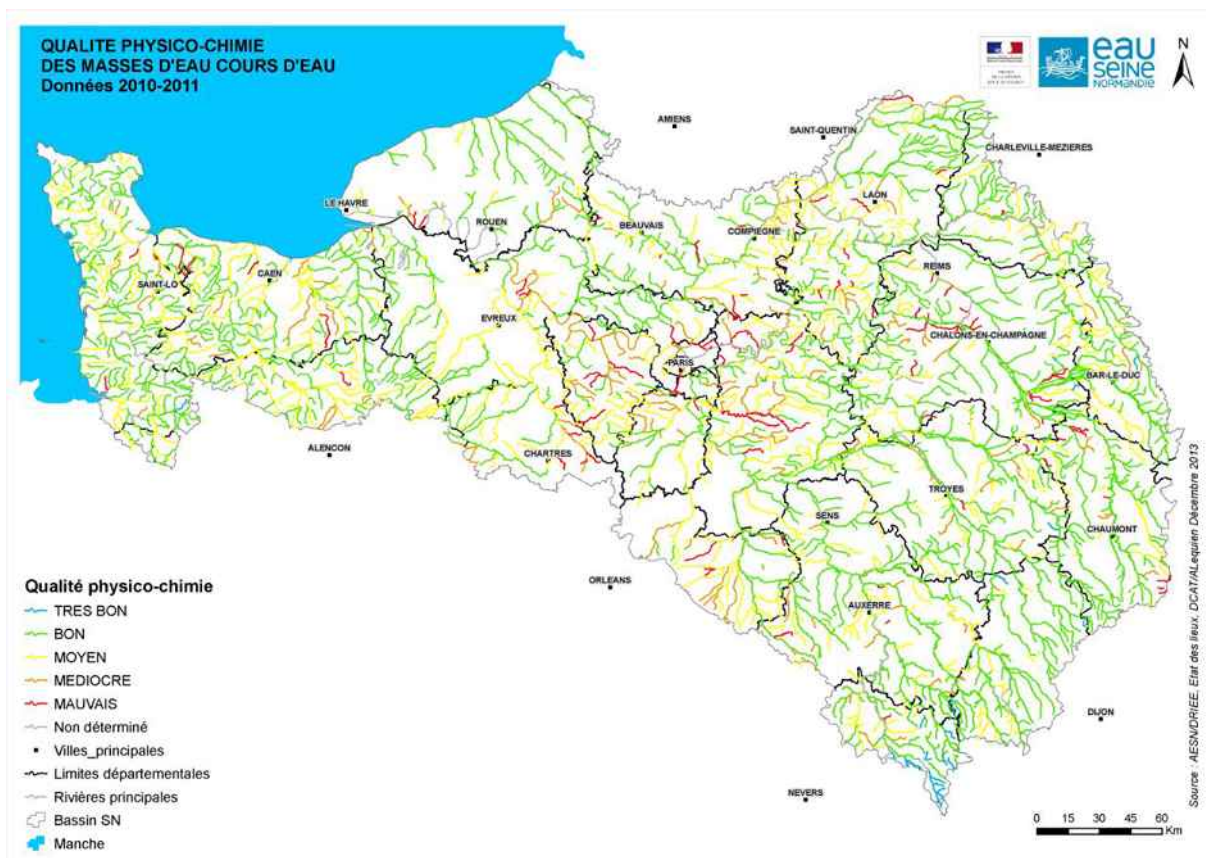 QUALITE PHYSICO-CHIMIE
DES MASSES D'EAU COURS D'EAU
Données 2010-2011
eau
SEINE
NORMANDIE
N
AMIENS
SAINT-QUENTIN
CHARLEVILLE-MEZIERES
LAON
LE HAVRE
ROUEN
BEAUVAIS
COMPIEGNE
REIMS
CAEN
SAINT-LO
EVREUX
CHALONS-EN-CHAMPAGNE
PARIS
BAR-LE-DUC
ALENCON
CHARTRES
TROYES
SENS
CHAUMONT
ORLEANS
AUXERRE
DIJON
NEVERS
Qualité physico-chimie
TRES BON
BON
MOYEN
MEDIOCRE
MAUVAIS
Non déterminé
Villes_principales
Limites départementales
Rivières principales
Bassin SN
Manche
0 15 30 45 60
Km
Source : AESN/DRIEE, Etat des lieux, DCAT/ALequien Décembre 2013